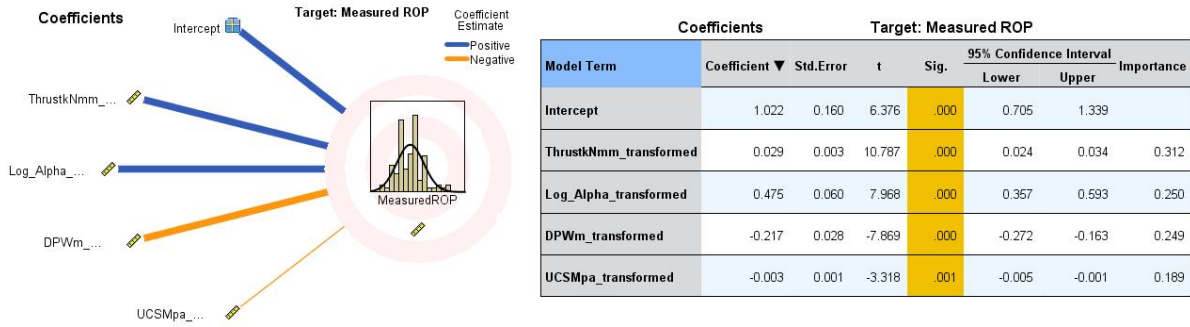 Coefficients
Target: Measured ROP
Coefficient
Estimate
Positive
Negative
Intercept
ThrustkNmm_...
Log_Alpha_...
DPWm_...
UCSMpa_...
MeasuredROP
Coefficients Target: Measured ROP
Model Term Coefficient ▼ Std.Error t Sig. 95% Confidence Interval Importance
Lower Upper
Intercept 1.022 0.160 6.376 .000 0.705 1.339
ThrustkNmm_transformed 0.029 0.003 10.787 .000 0.024 0.034 0.312
Log_Alpha_transformed 0.475 0.060 7.968 .000 0.357 0.593 0.250
DPWm_transformed -0.217 0.028 -7.869 .000 -0.272 -0.163 0.249
UCSMpa_transformed -0.003 0.001 -3.318 .001 -0.005 -0.001 0.189